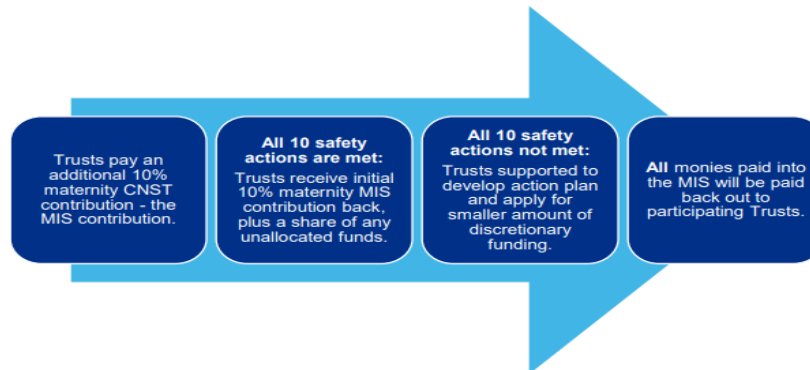 Trusts pay an
additional 10%
maternity CNST
contribution - the
MIS contribution.
All 10 safety
actions are met:
Trusts receive initial
10% maternity MIS
contribution back,
plus a share of any
unallocated funds.
All 10 safety
actions not met:
Trusts supported to
develop action plan
and apply for
smaller amount of
discretionary
funding.
All monies paid into
the MIS will be paid
back out to
participating Trusts.